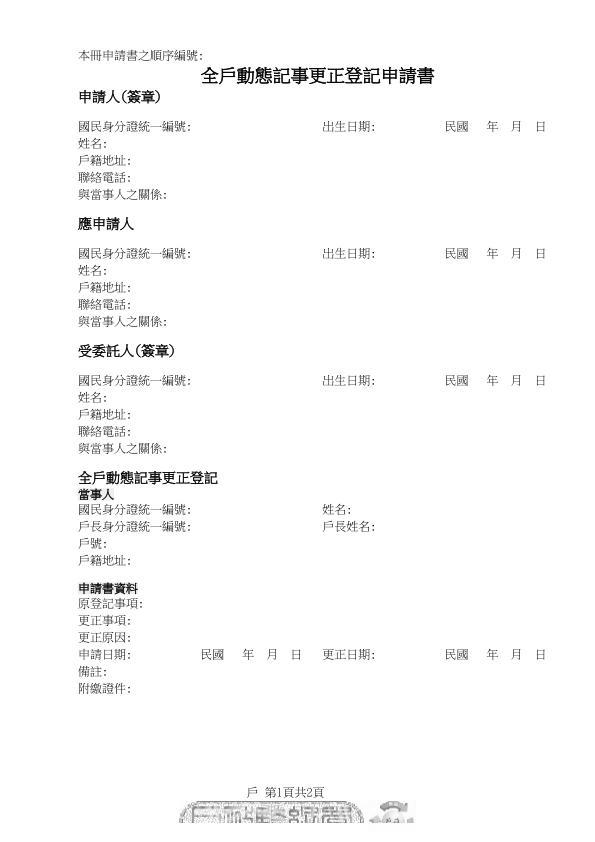 本冊申請書之順序編號:
全戶動態記事更正登記申請書
申請人(簽章)
國民身分證統一編號: 出生日期: 民國 年 月 日
姓名:
戶籍地址:
聯絡電話:
與當事人之關係:
應申請人
國民身分證統一編號: 出生日期: 民國 年 月 日
姓名:
戶籍地址:
聯絡電話:
與當事人之關係:
受委託人(簽章)
國民身分證統一編號: 出生日期: 民國 年 月 日
姓名:
戶籍地址:
聯絡電話:
與當事人之關係:
全戶動態記事更正登記
當事人
國民身分證統一編號: 姓名:
戶長身分證統一編號: 戶長姓名:
戶號:
戶籍地址:
申請書資料
原登記事項:
更正事項:
更正原因:
申請日期: 民國 年 月 日 更正日期: 民國 年 月 日
備註:
附繳證件:
戶 第1頁共2頁